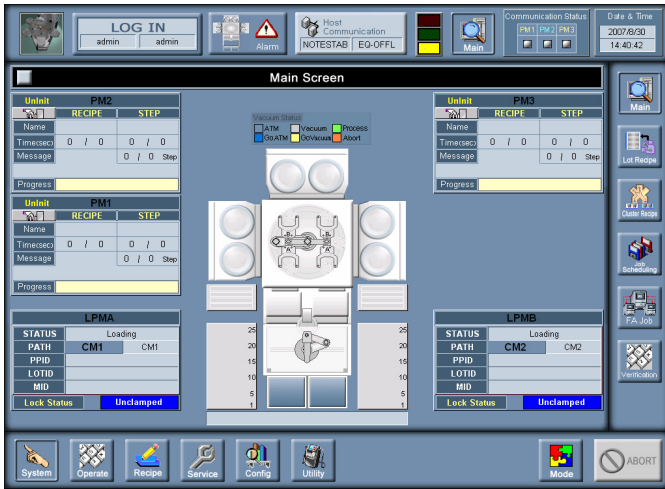 LOG IN
admin admin
Alarm
Host
Communication
NOTESTAB EQ-OFFL
Main
Communication Status
PM1 PM2 PM3
Date & Time
2007/8/30
14:40:42
Main Screen
UnInit PM2
RECIPE STEP
Name
Time(sec) 0 / 0 0 / 0
Message 0 / 0 Step
Progress
UnInit PM1
RECIPE STEP
Name
Time(sec) 0 / 0 0 / 0
Message 0 / 0 Step
Progress
Vacuum Status
ATM Vacuum Process
GoATM GoVacuum Abort
UnInit PM3
RECIPE STEP
Name
Time(sec) 0 / 0 0 / 0
Message 0 / 0 Step
Progress
B B
A A
LPMA
STATUS Loading
PATH CM1 CM1
PPID
LOTID
MID
Lock Status Unclamped
25 25
20 20
15 15
10 10
5 5
1 1
LPMB
STATUS Loading
PATH CM2 CM2
PPID
LOTID
MID
Lock Status Unclamped
Main
Lot Recipe
Cluster Recipe
Job
Scheduling
FA Job
Verification
System
Operate
Recipe
Service
Config
Utility
Mode
ABORT